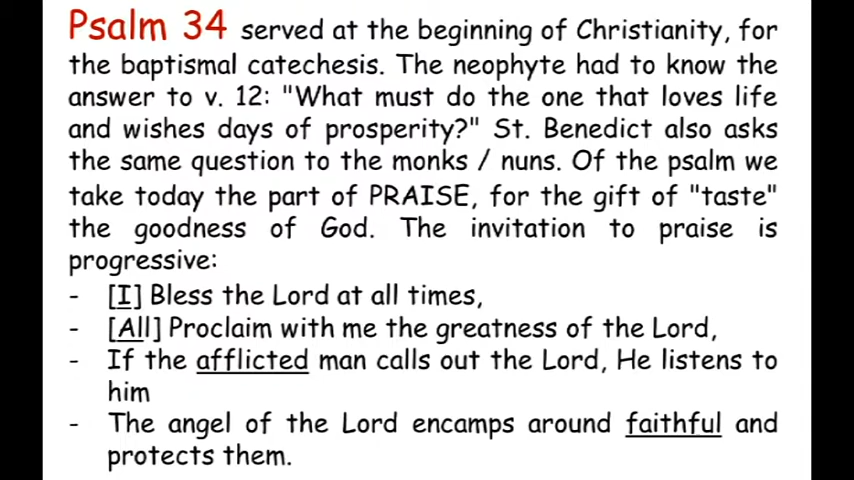 Psalm 34 served at the beginning of Christianity, for
the baptismal catechesis. The neophyte had to know the
answer to v. 12: "What must do the one that loves life
and wishes days of prosperity?" St. Benedict also asks
the same question to the monks / nuns. Of the psalm we
take today the part of PRAISE, for the gift of "taste"
the goodness of God. The invitation to praise is
progressive:
- [I] Bless the Lord at all times,
- [All] Proclaim with me the greatness of the Lord,
- If the afflicted man calls out the Lord, He listens to
him
- The angel of the Lord encamps around faithful and
protects them.